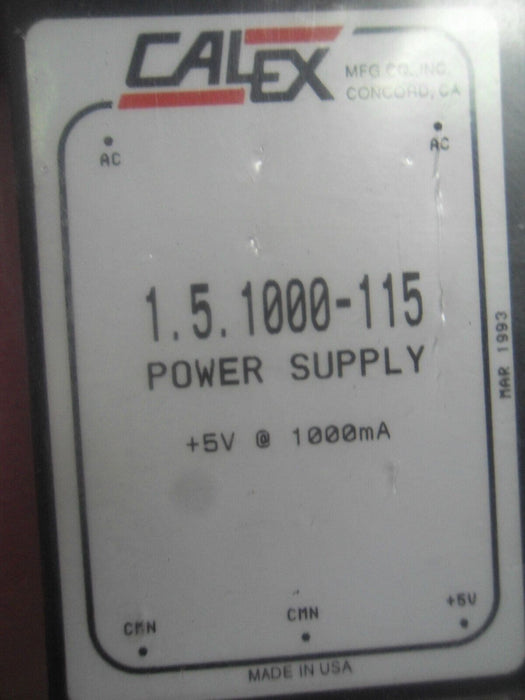 CALEX
MFG. CO., INC.
CONCORD, CA
AC
AC
1.5.1000-115
POWER SUPPLY
MAR 1993
+5V @ 1000mA
CMN
CMN
+5V
MADE IN USA